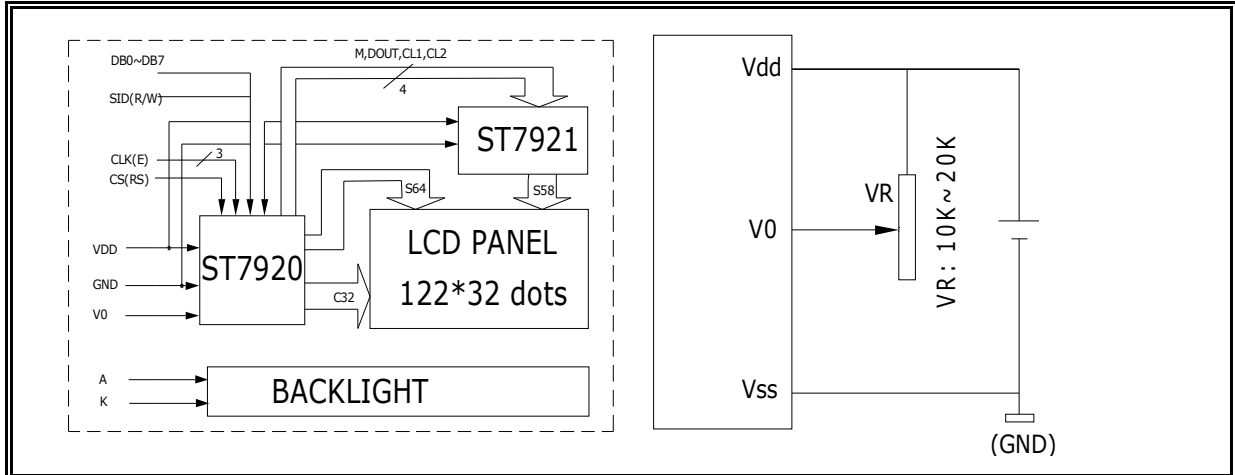 M,DOUT,CL1,CL2
DB0~DB7
4
SID(R/W)
ST7921
CLK(E)
3
CS(RS)
S64
S58
VDD
ST7920
LCD PANEL
GND
122*32 dots
C32
V0
A
BACKLIGHT
K
Vdd
VR
VR: 10K~20K
V0
Vss
(GND)